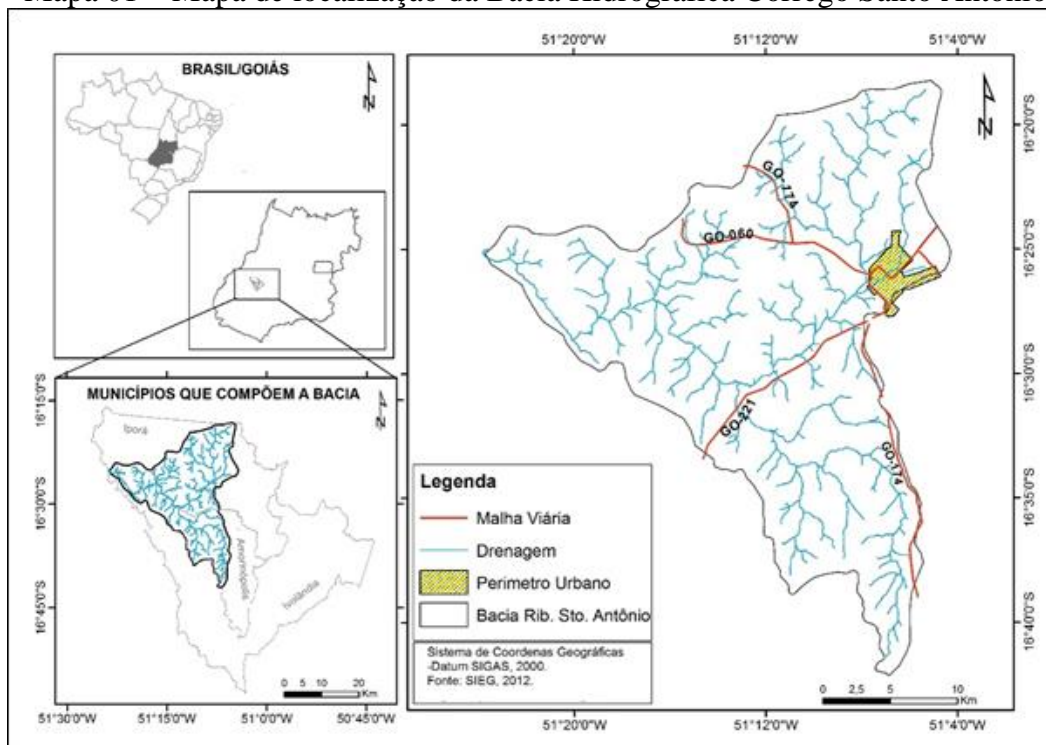 Mapa 01 – Mapa de localização da Bacia Hidrográfica Córrego Santo Antônio
BRASIL/GOIÁS
N
MUNICÍPIOS QUE COMPÕEM A BACIA
N
Iporá
Amorinópolis
Ivolândia
16°15'0"S
16°30'0"S
16°45'0"S
0 10 20
Km
51°30'0"W 51°15'0"W 51°0'0"W 50°45'0"W
51°20'0"W 51°12'0"W 51°4'0"W
N
GO-174
GO-060
GO-221
GO-174
16°20'0"S
16°25'0"S
16°30'0"S
16°35'0"S
16°40'0"S
Legenda
Malha Viária
Drenagem
Perimetro Urbano
Bacia Rib. Sto. Antônio
Sistema de Coordenas Geográficas
-Datum SIGAS, 2000.
Fonte: SIEG, 2012.
0 2,5 5 10
Km
51°20'0"W 51°12'0"W 51°4'0"W